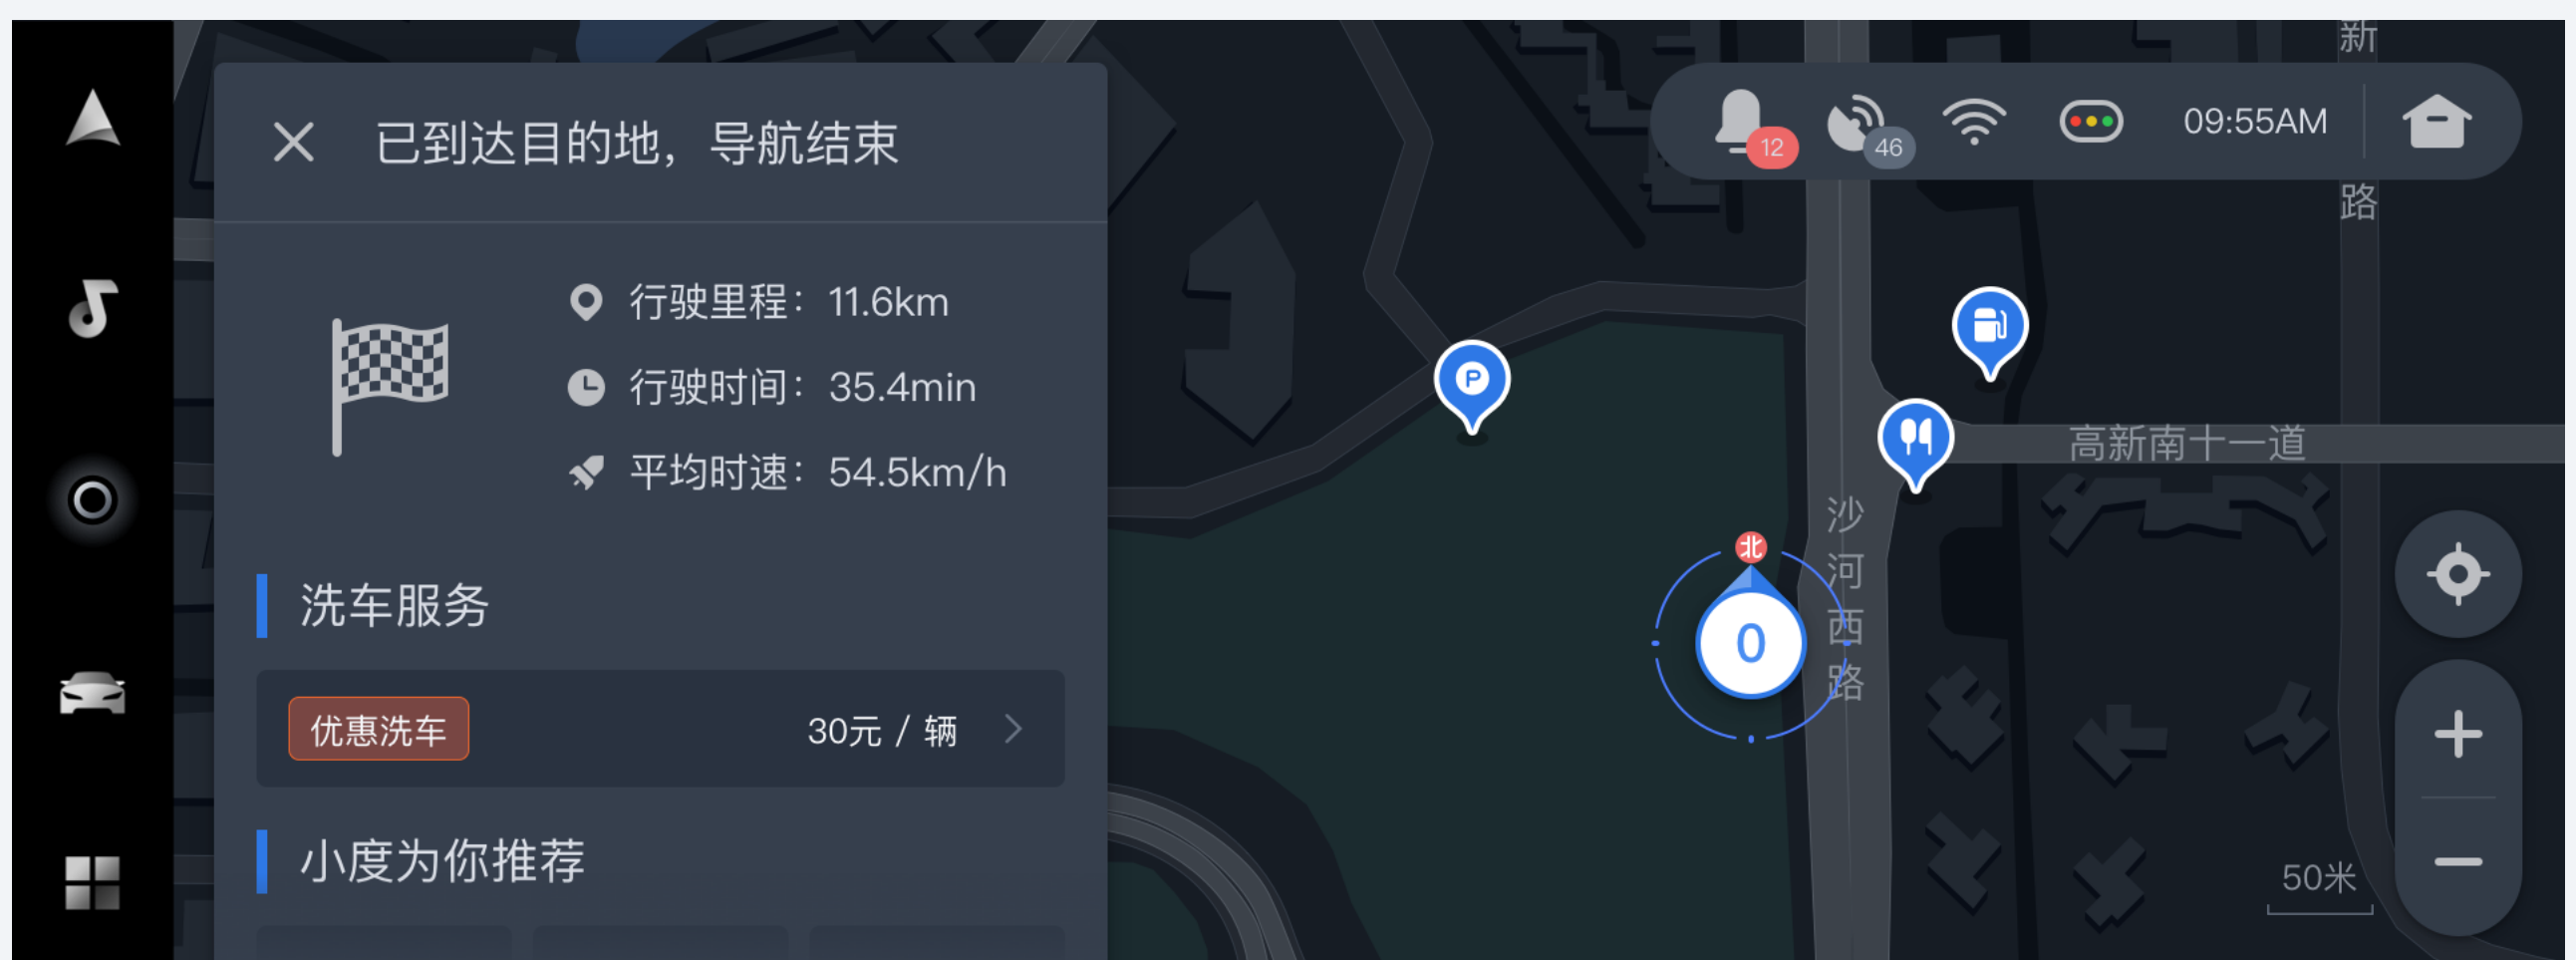 已到达目的地，导航结束
行驶里程：11.6km
行驶时间：35.4min
平均时速：54.5km/h
洗车服务
优惠洗车
30元 / 辆
小度为你推荐
12
46
09:55AM
新
路
P
高新南十一道
北
0
沙河西路
50米